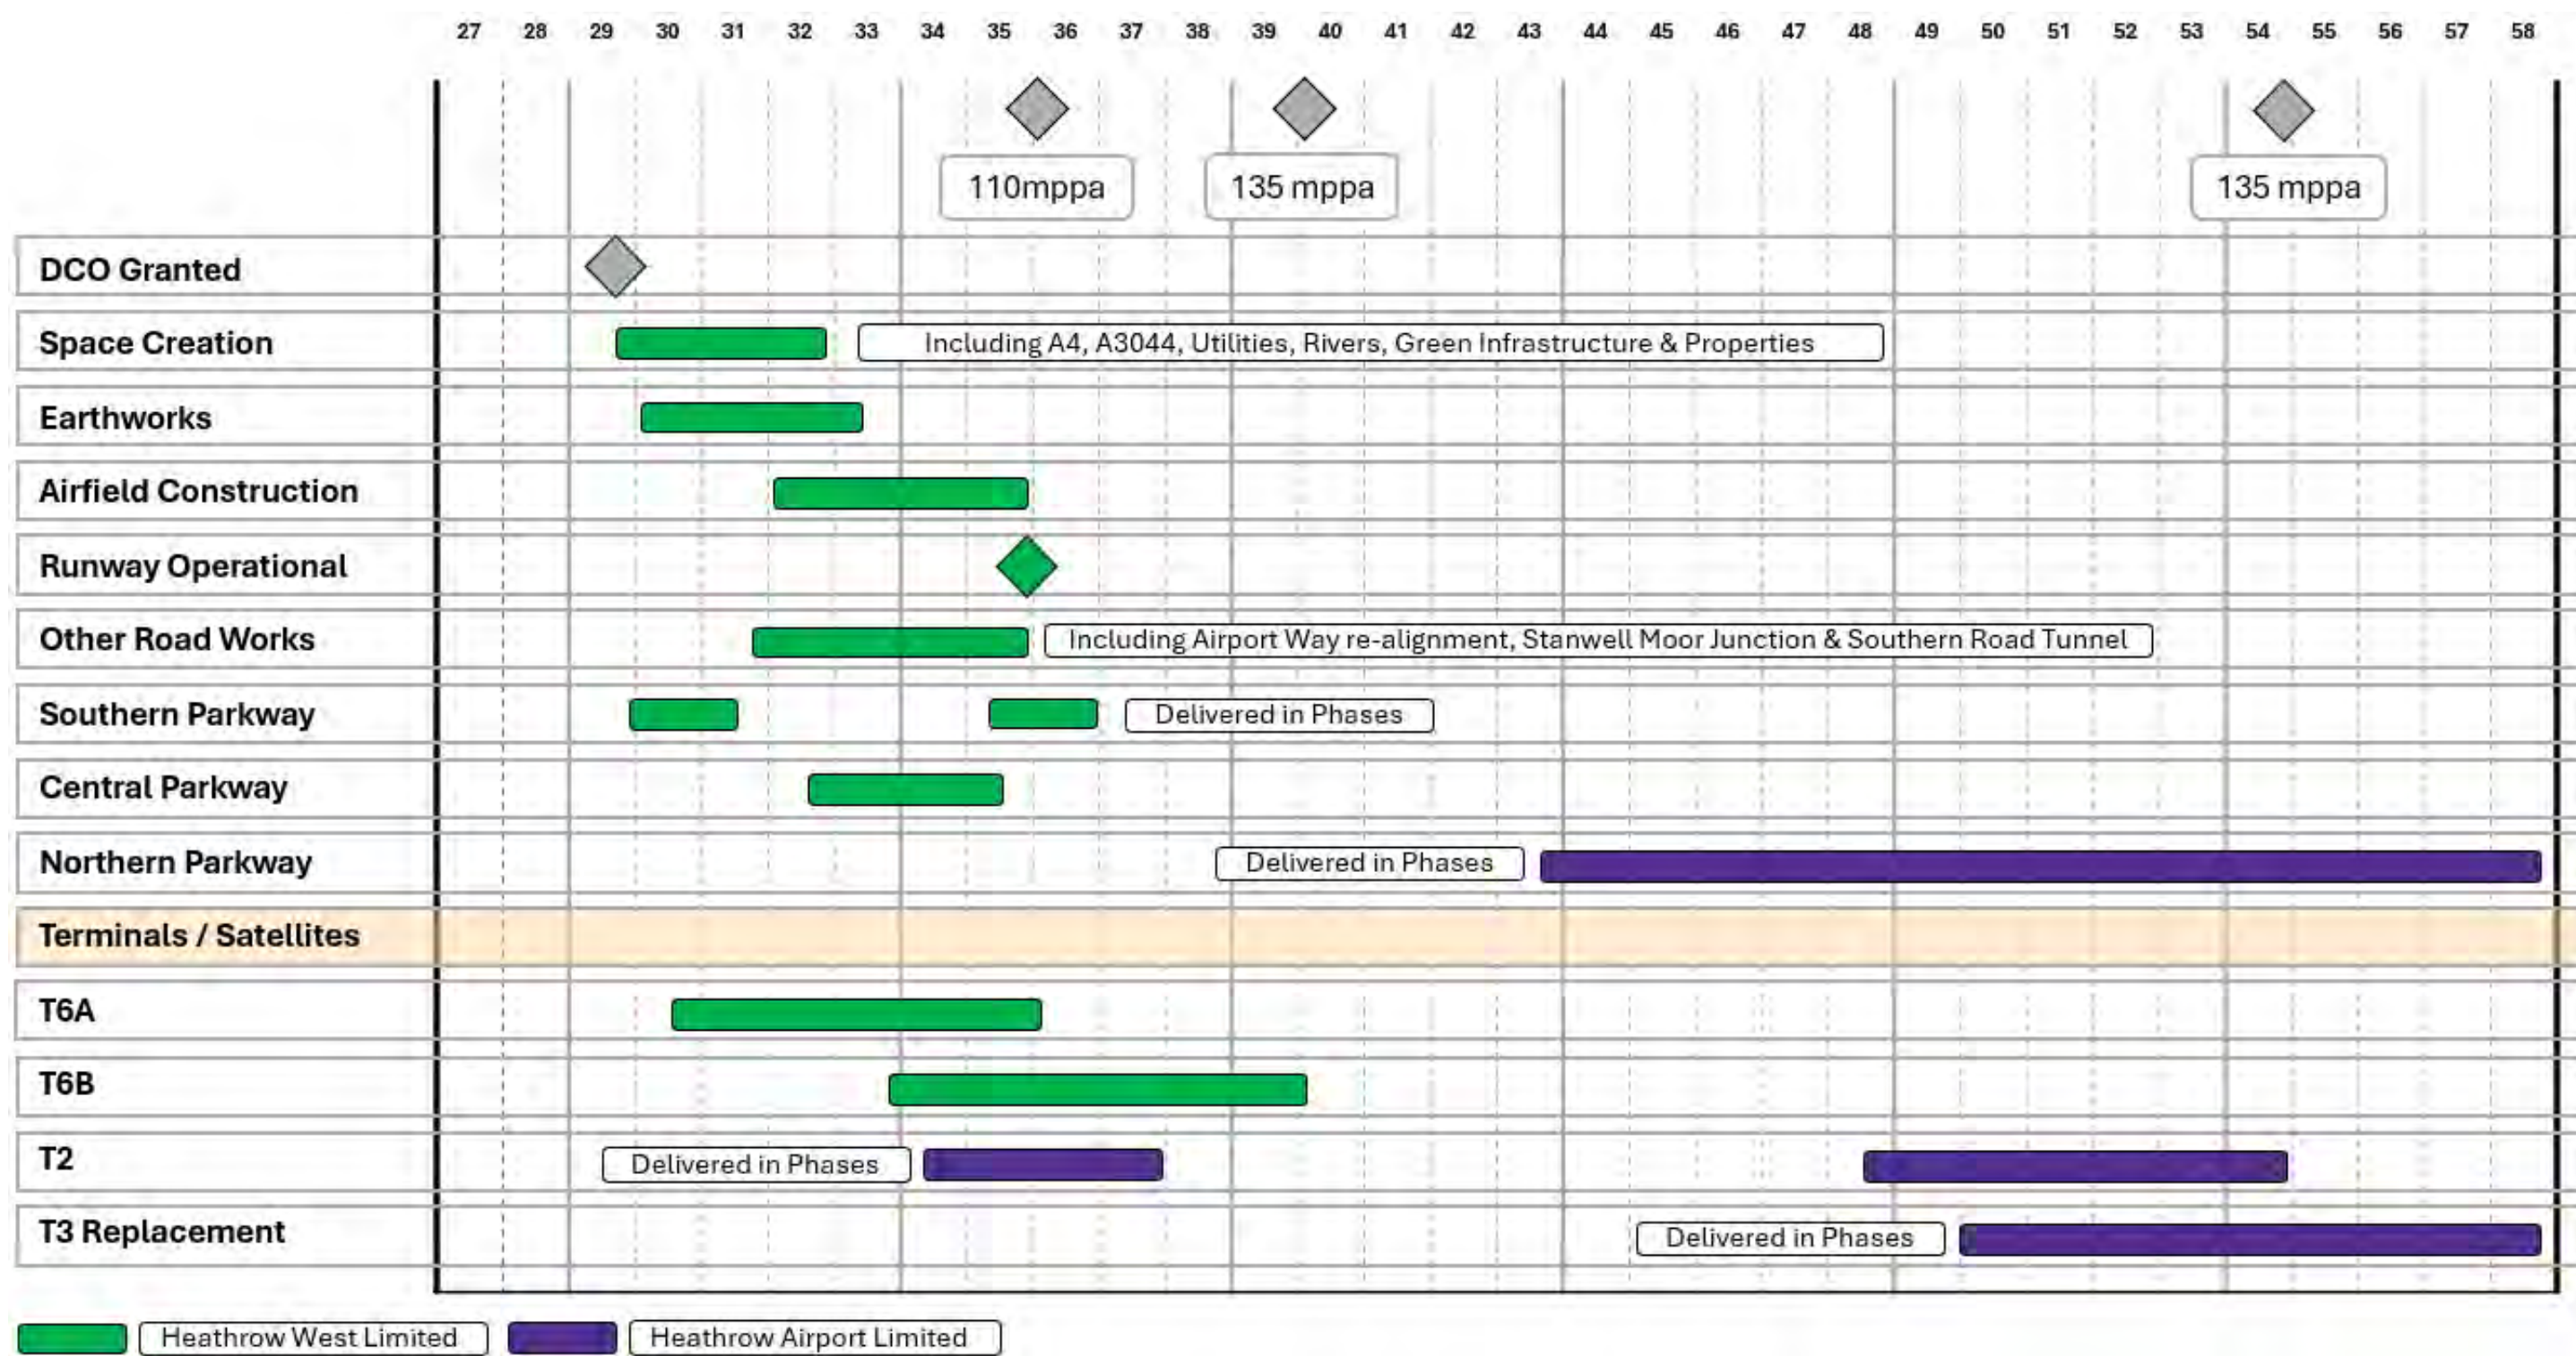 27 28 29 30 31 32 33 34 35 36 37 38 39 40 41 42 43 44 45 46 47 48 49 50 51 52 53 54 55 56 57 58
110mppa 135 mppa 135 mppa
DCO Granted
Space Creation Including A4, A3044, Utilities, Rivers, Green Infrastructure & Properties
Earthworks
Airfield Construction
Runway Operational
Other Road Works Including Airport Way re-alignment, Stanwell Moor Junction & Southern Road Tunnel
Southern Parkway Delivered in Phases
Central Parkway
Northern Parkway Delivered in Phases
Terminals / Satellites
T6A
T6B
T2 Delivered in Phases
T3 Replacement Delivered in Phases
Heathrow West Limited Heathrow Airport Limited